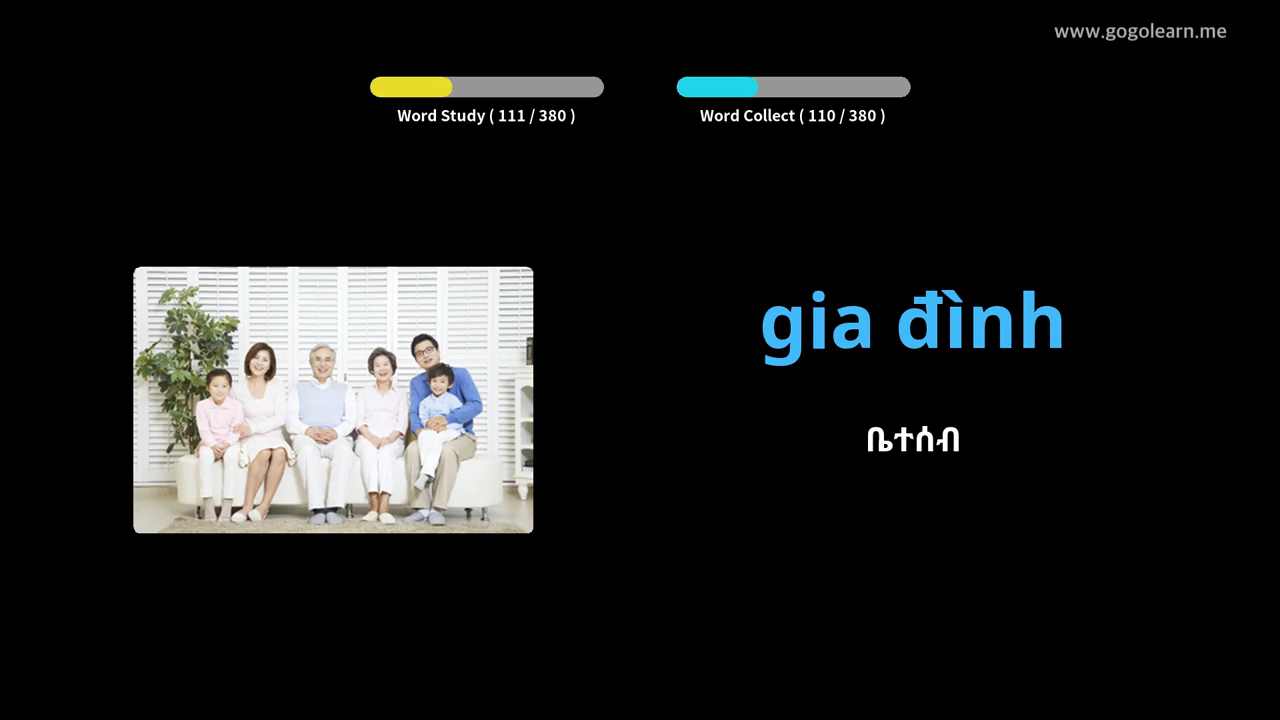 www.gogolearn.me
Word Study ( 111 / 380 )
Word Collect ( 110 / 380 )
gia đình
ቤተሰብ